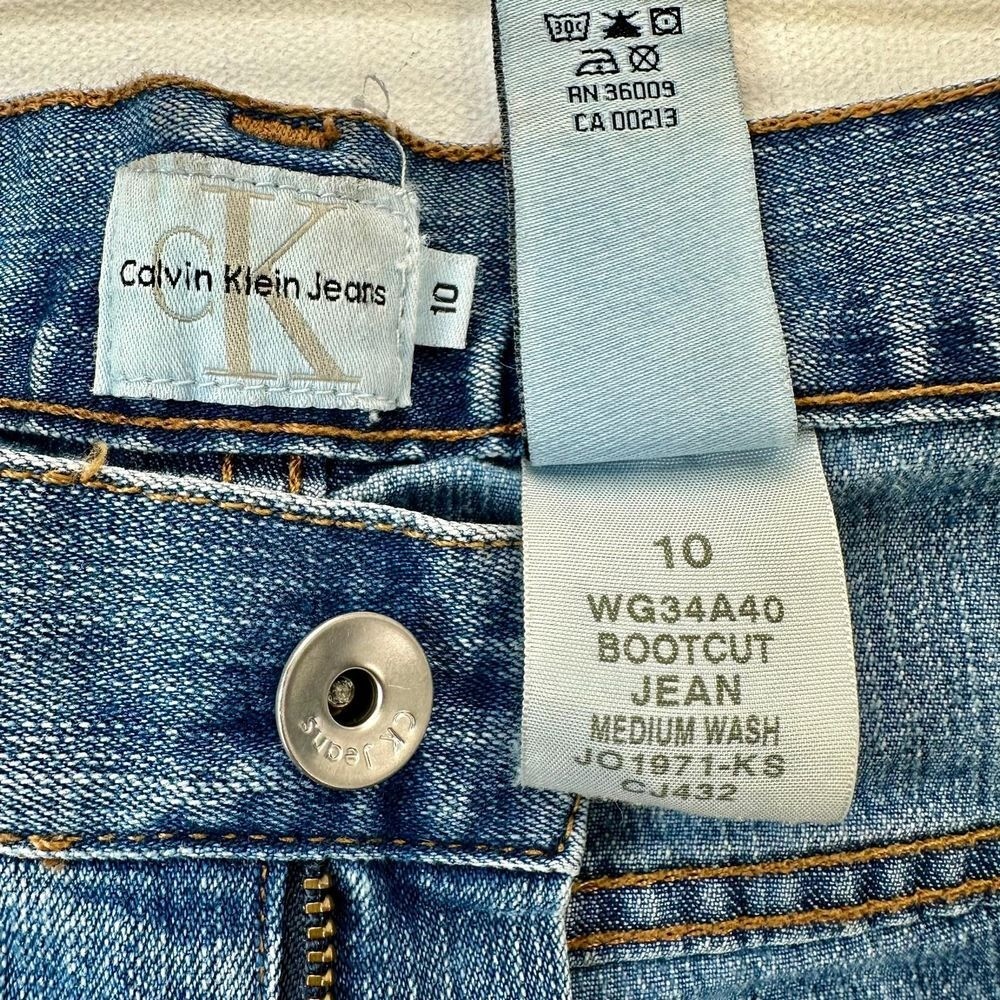 CK
Calvin Klein Jeans
10
30C
RN 36009
CA 00213
10
WG34A40
BOOTCUT
JEAN
MEDIUM WASH
JO1971-KS
CJ432
CK Jeans